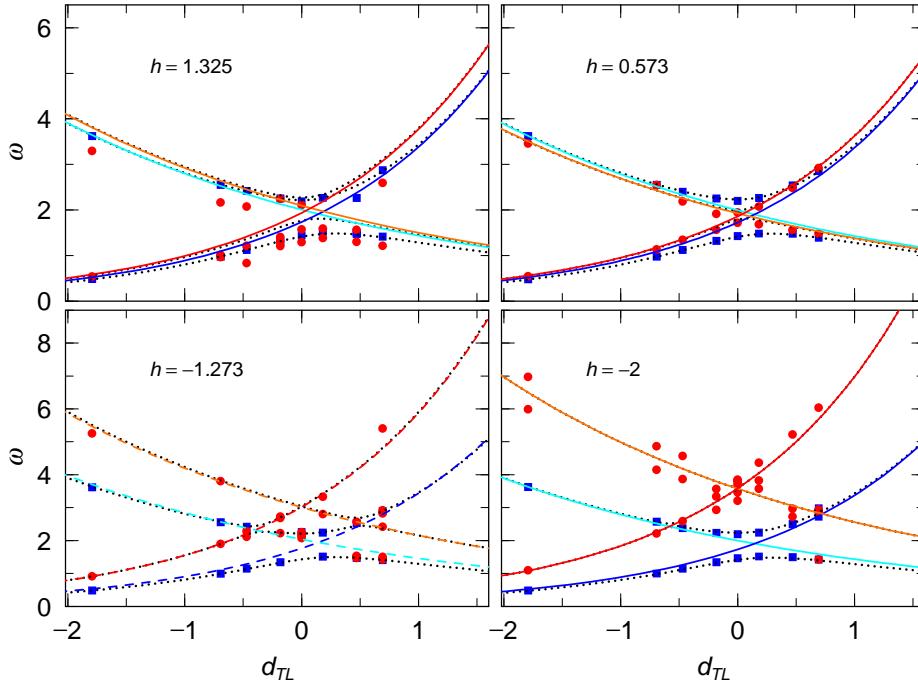 6
h = 1.325
h = 0.573
4
ω
2
0
8
h = −1.273
h = −2
6
ω
4
2
0
−2 −1 0 1 −2 −1 0 1
d_TL d_TL